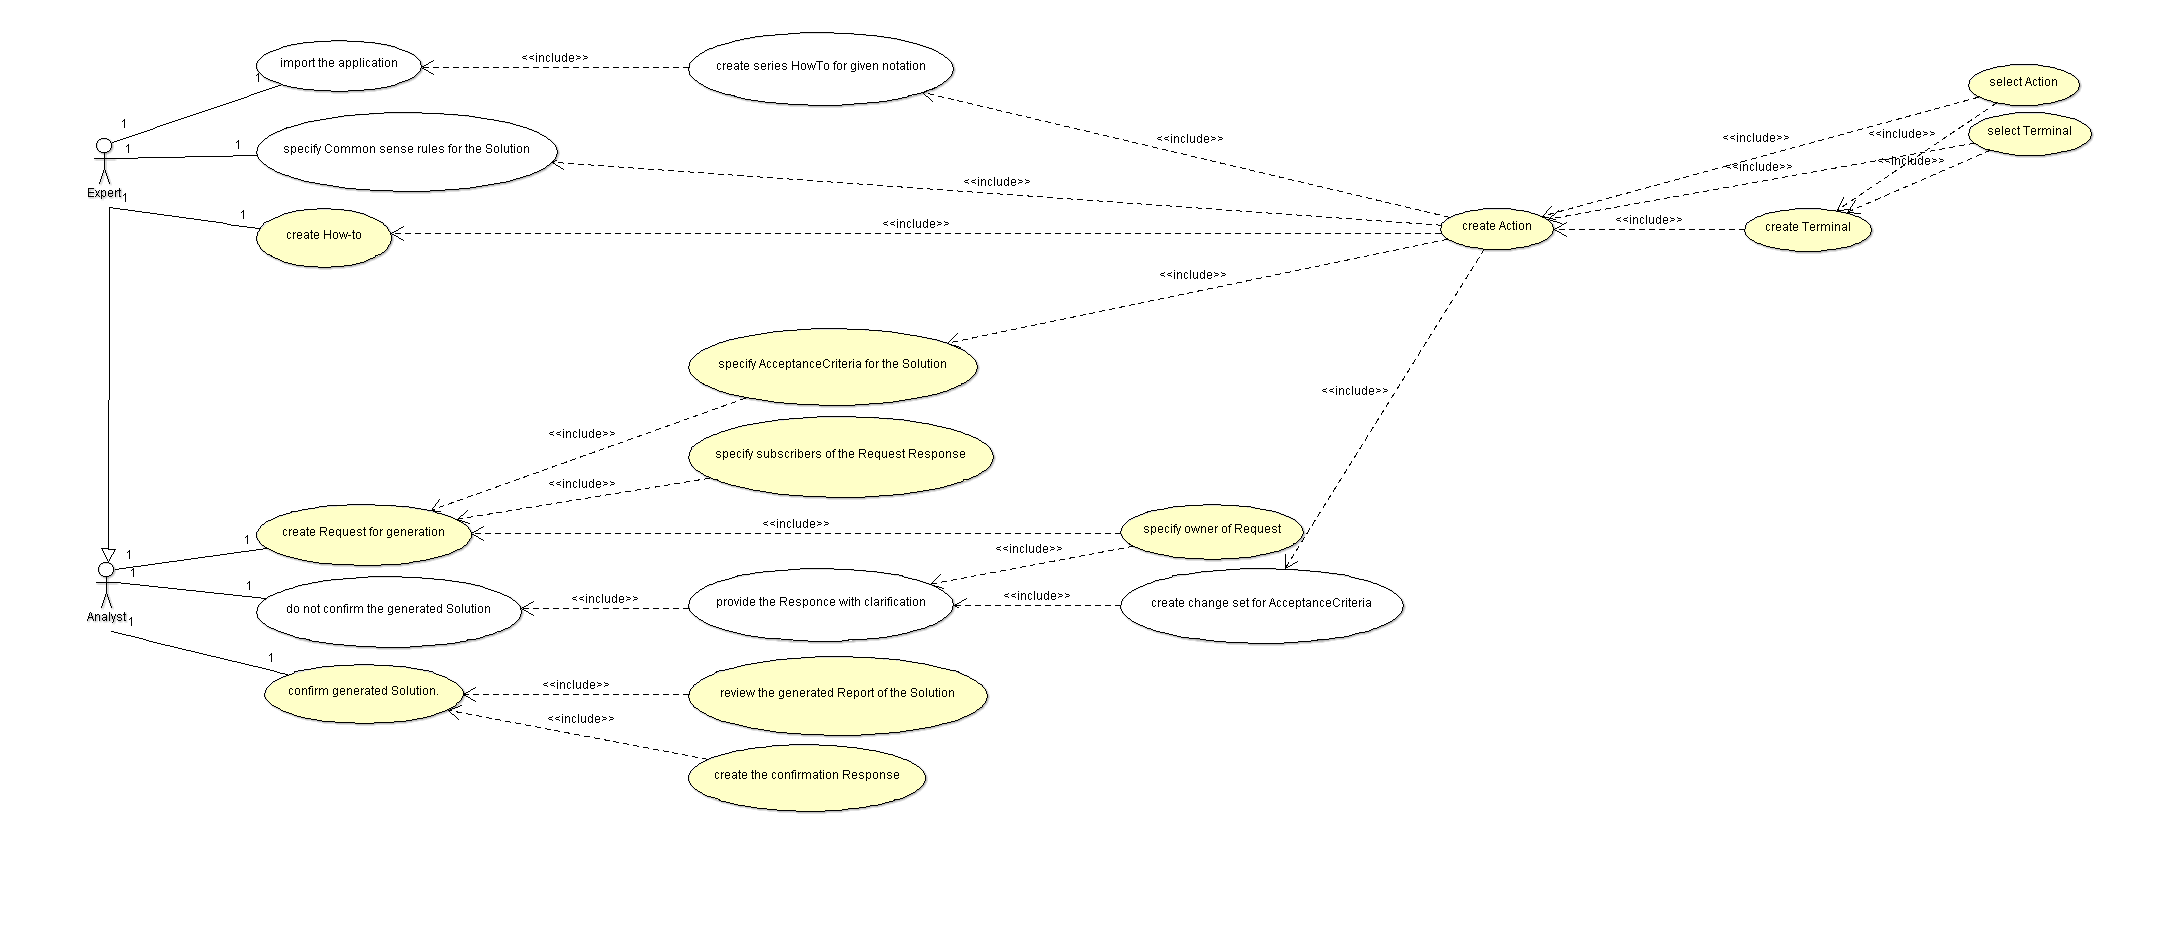 import the application
<<include>>
create series HowTo for given notation
select Action
1
1
<<include>>
<<include>>
<<include>>
select Terminal
1
1
specify Common sense rules for the Solution
<<include>>
<<include>>
<<include>>
Expert
1
1
create How-to
<<include>>
create Action
<<include>>
create Terminal
<<include>>
specify AcceptanceCriteria for the Solution
<<include>>
<<include>>
specify subscribers of the Request Response
<<include>>
create Request for generation
<<include>>
specify owner of Request
1
1
<<include>>
1
1
do not confirm the generated Solution
<<include>>
provide the Responce with clarification
<<include>>
create change set for AcceptanceCriteria
Analyst
1
1
confirm generated Solution.
<<include>>
review the generated Report of the Solution
<<include>>
create the confirmation Response